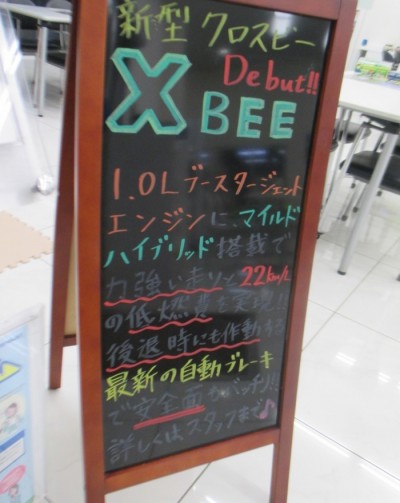 新型 クロスビー
X BEE
Debut!!
1.0L ブースタージェット
エンジンに、マイルド
ハイブリッド搭載で
力強い走りと22km/L
の低燃費を実現!!
後退時にも作動する
最新の自動ブレーキ
で安全面もバッチリ!!
詳しくはスタッフまで♪